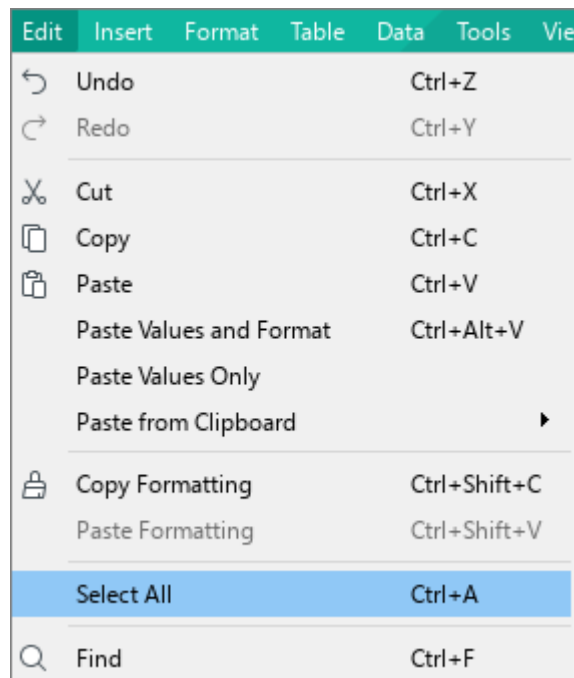 Edit Insert Format Table Data Tools Vie
Undo Ctrl+Z
Redo Ctrl+Y
Cut Ctrl+X
Copy Ctrl+C
Paste Ctrl+V
Paste Values and Format Ctrl+Alt+V
Paste Values Only
Paste from Clipboard
Copy Formatting Ctrl+Shift+C
Paste Formatting Ctrl+Shift+V
Select All Ctrl+A
Find Ctrl+F